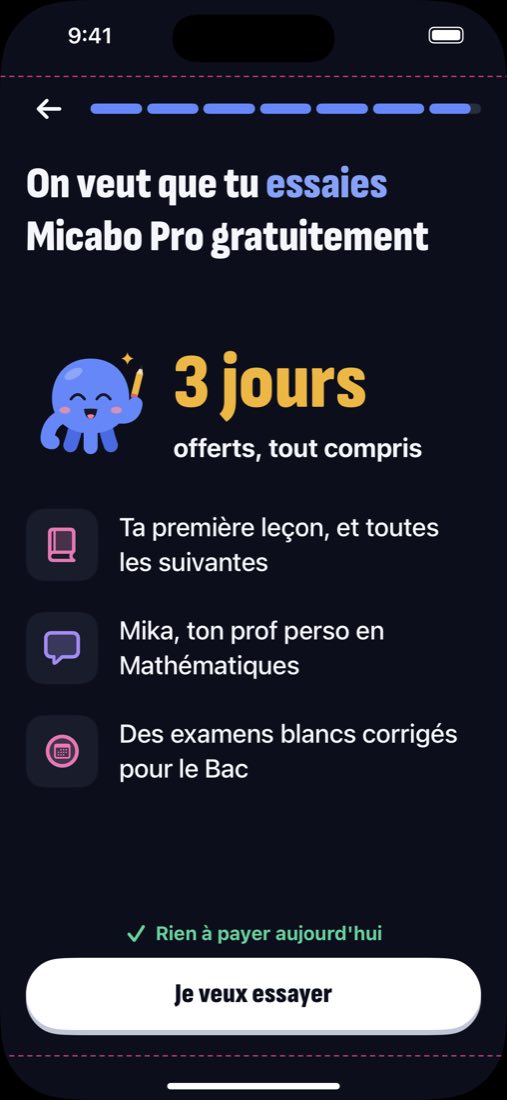 9:41
On veut que tu essaies
Micabo Pro gratuitement
3 jours
offerts, tout compris
Ta première leçon, et toutes
les suivantes
Mika, ton prof perso en
Mathématiques
Des examens blancs corrigés
pour le Bac
Rien à payer aujourd'hui
Je veux essayer